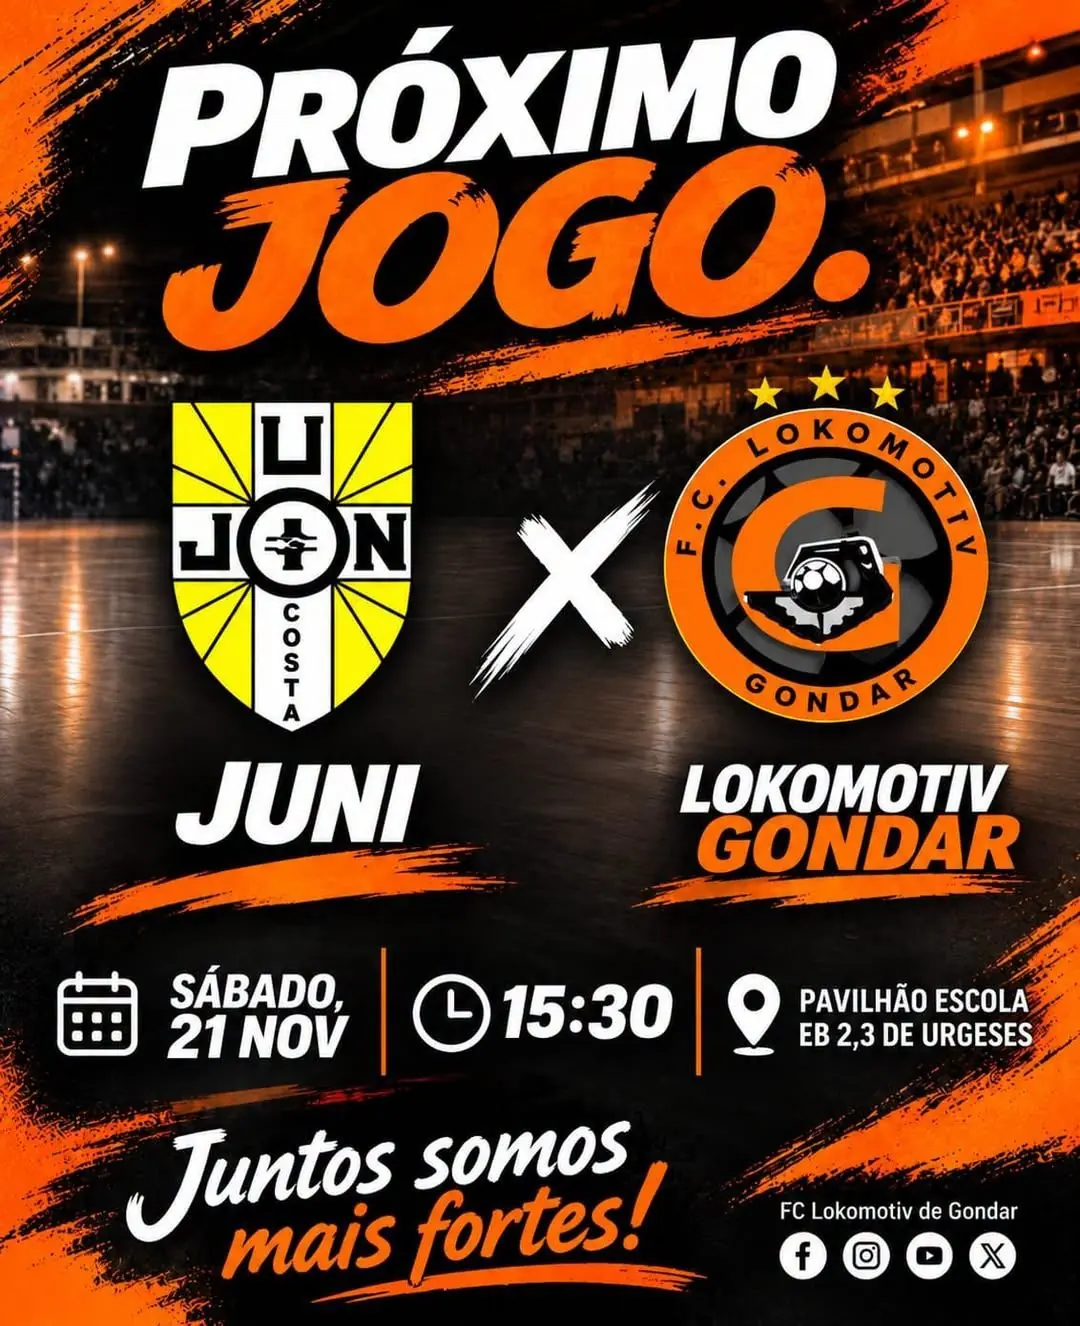 PRÓXIMO
JOGO.
U
JON
COSTA
F.C. LOKOMOTIV
G
GONDAR
X
JUNI
LOKOMOTIV
GONDAR
SÁBADO,
21 NOV
15:30
PAVILHÃO ESCOLA
EB 2,3 DE URGESES
Juntos somos
mais fortes!
FC Lokomotiv de Gondar